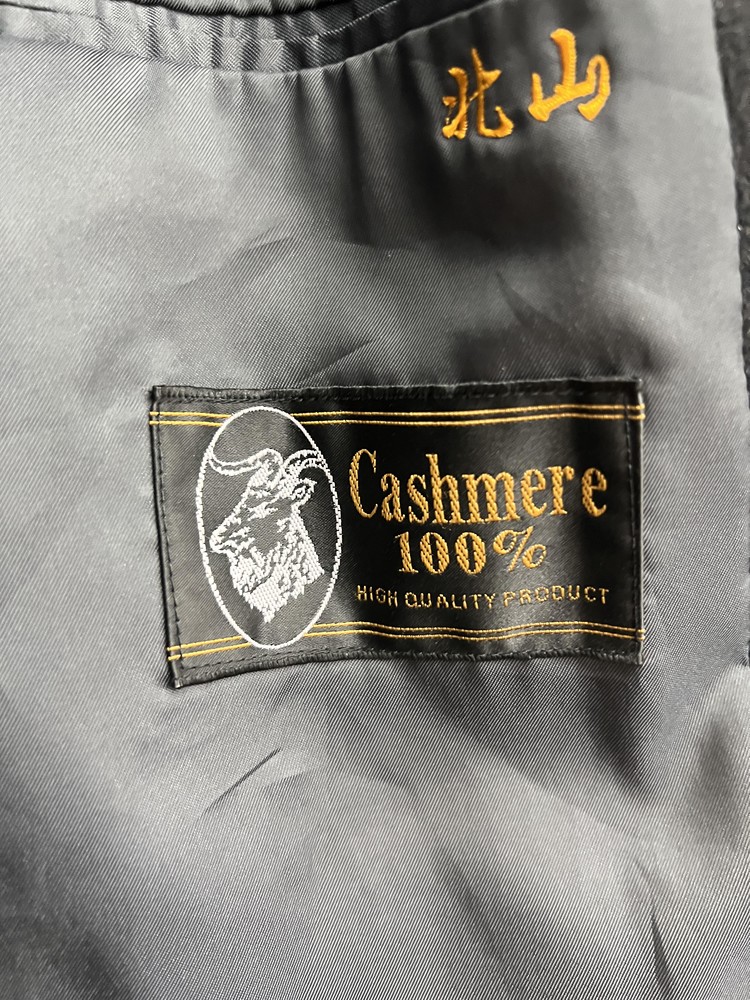 北山
Cashmere
100%
HIGH QUALITY PRODUCT